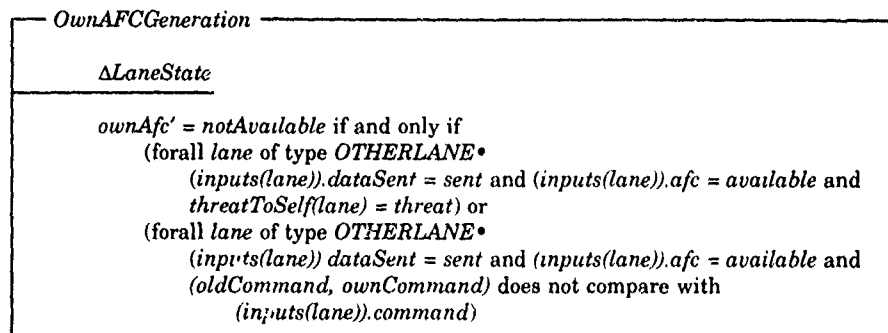 OwnAFCGeneration
ΔLaneState
ownAfc' = notAvailable if and only if
(forall lane of type OTHERLANE•
(inputs(lane)).dataSent = sent and (inputs(lane)).afc = available and
threatToSelf(lane) = threat) or
(forall lane of type OTHERLANE•
(inputs(lane)) dataSent = sent and (inputs(lane)).afc = available and
(oldCommand, ownCommand) does not compare with
(inputs(lane)).command)